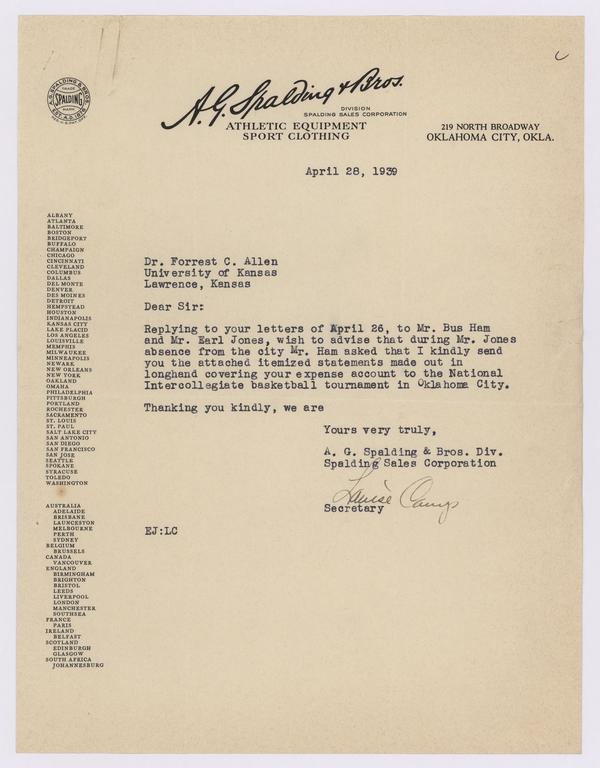 A.G. SPALDING & BROS.
TRADE
SPALDING
MARK
A.G. Spalding & Bros.
DIVISION
SPALDING SALES CORPORATION
ATHLETIC EQUIPMENT
SPORT CLOTHING
219 NORTH BROADWAY
OKLAHOMA CITY, OKLA.
April 28, 1939
ALBANY
ATLANTA
BALTIMORE
BOSTON
BRIDGEPORT
BUFFALO
CHAMPAIGN
CHICAGO
CINCINNATI
CLEVELAND
COLUMBUS
DALLAS
DEL MONTE
DENVER
DES MOINES
DETROIT
HEMPSTEAD
HOUSTON
INDIANAPOLIS
KANSAS CITY
LAKE PLACID
LOS ANGELES
LOUISVILLE
MEMPHIS
MILWAUKEE
MINNEAPOLIS
NEWARK
NEW ORLEANS
NEW YORK
OAKLAND
OMAHA
PHILADELPHIA
PITTSBURGH
PORTLAND
ROCHESTER
SACRAMENTO
ST. LOUIS
ST. PAUL
SALT LAKE CITY
SAN ANTONIO
SAN DIEGO
SAN FRANCISCO
SAN JOSE
SEATTLE
SPOKANE
SYRACUSE
TOLEDO
WASHINGTON
AUSTRALIA
ADELAIDE
BRISBANE
LAUNCESTON
MELBOURNE
PERTH
SYDNEY
BELGIUM
BRUSSELS
CANADA
VANCOUVER
ENGLAND
BIRMINGHAM
BRIGHTON
BRISTOL
LEEDS
LIVERPOOL
LONDON
MANCHESTER
SOUTHSEA
FRANCE
PARIS
IRELAND
BELFAST
SCOTLAND
EDINBURGH
GLASGOW
SOUTH AFRICA
JOHANNESBURG
Dr. Forrest C. Allen
University of Kansas
Lawrence, Kansas
Dear Sir:
Replying to your letters of April 26, to Mr. Bus Ham
and Mr. Earl Jones, wish to advise that during Mr. Jones
absence from the city Mr. Ham asked that I kindly send
you the attached itemized statements made out in
longhand covering your expense account to the National
Intercollegiate basketball tournament in Oklahoma City.
Thanking you kindly, we are
Yours very truly,
A. G. Spalding & Bros. Div.
Spalding Sales Corporation
Louise Camp
Secretary
EJ:LC